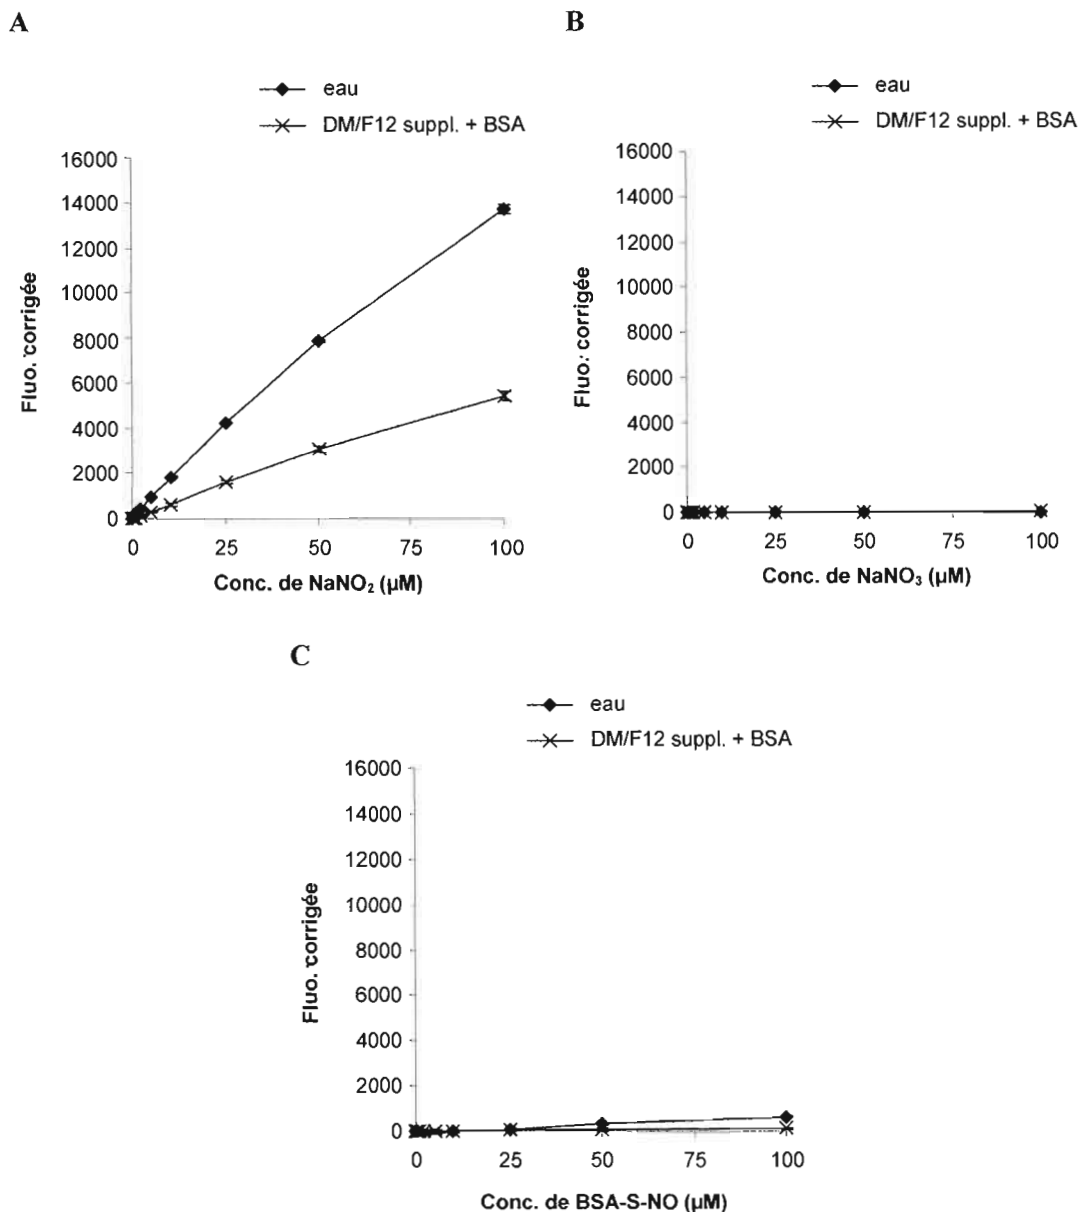 A
eau
DM/F12 suppl. + BSA
16000
14000
12000
10000
8000
6000
4000
2000
0
Fluo. corrigée
0 25 50 75 100
Conc. de NaNO₂ (µM)
B
eau
DM/F12 suppl. + BSA
16000
14000
12000
10000
8000
6000
4000
2000
0
Fluo. corrigée
0 25 50 75 100
Conc. de NaNO₃ (µM)
C
eau
DM/F12 suppl. + BSA
16000
14000
12000
10000
8000
6000
4000
2000
0
Fluo. corrigée
0 25 50 75 100
Conc. de BSA-S-NO (µM)